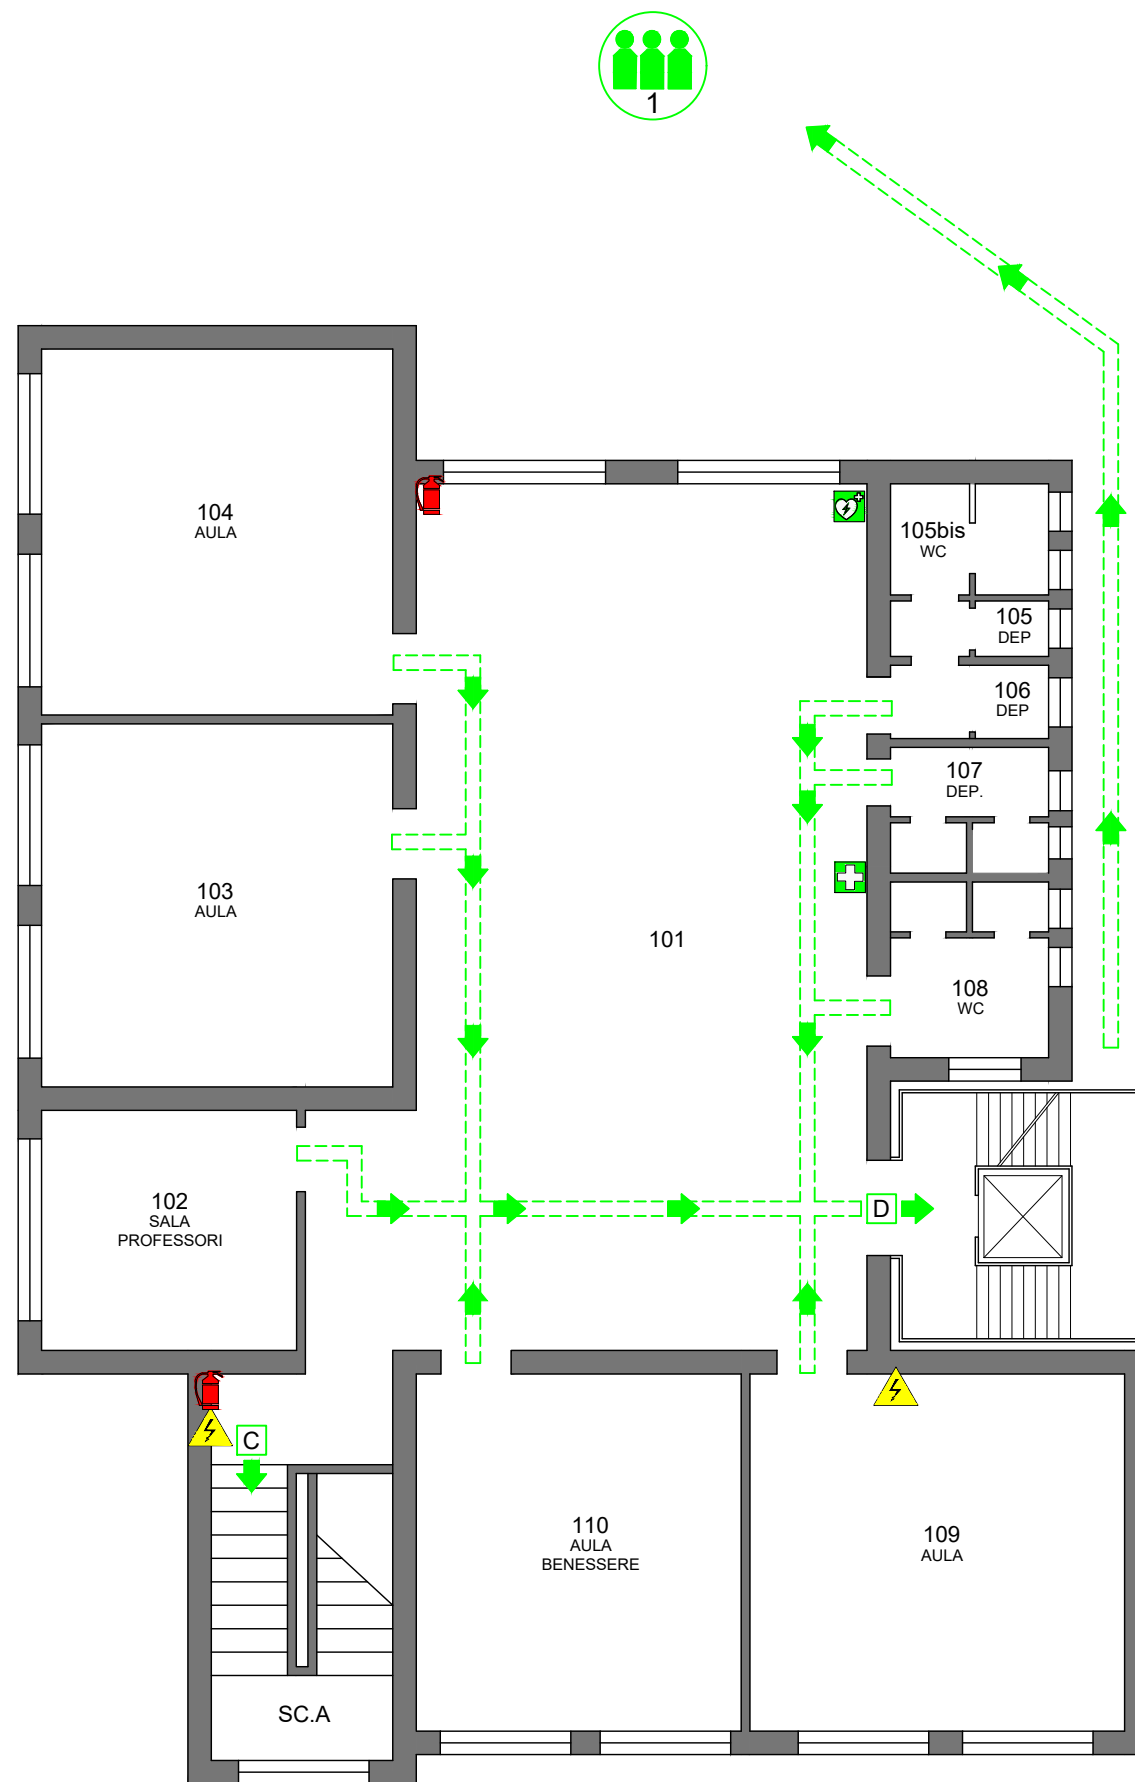 1
104
AULA
105bis
WC
105
DEP
106
DEP
107
DEP.
103
AULA
101
108
WC
102
SALA
PROFESSORI
D
C
110
AULA
BENESSERE
109
AULA
SC.A